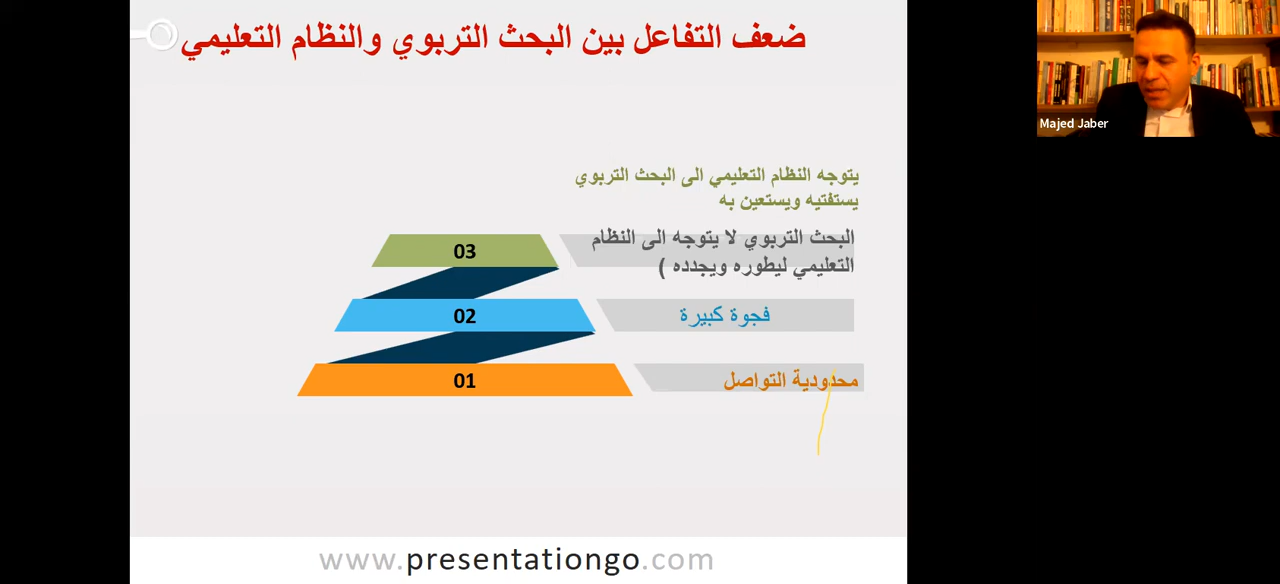 ضعف التفاعل بين البحث التربوي والنظام التعليمي
Majed Jaber
يتوجه النظام التعليمي الى البحث التربوي
يستفتيه ويستعين به
البحث التربوي لا يتوجه الى النظام
التعليمي ليطوره ويجدده )
03
فجوة كبيرة
02
محدودية التواصل
01
www.presentationgo.com